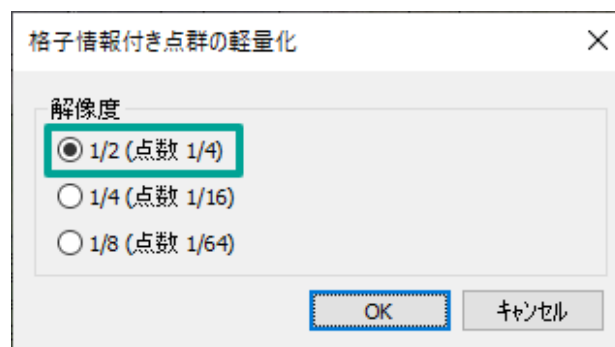 格子情報付き点群の軽量化
解像度
1/2 (点数 1/4)
1/4 (点数 1/16)
1/8 (点数 1/64)
OK
キャンセル